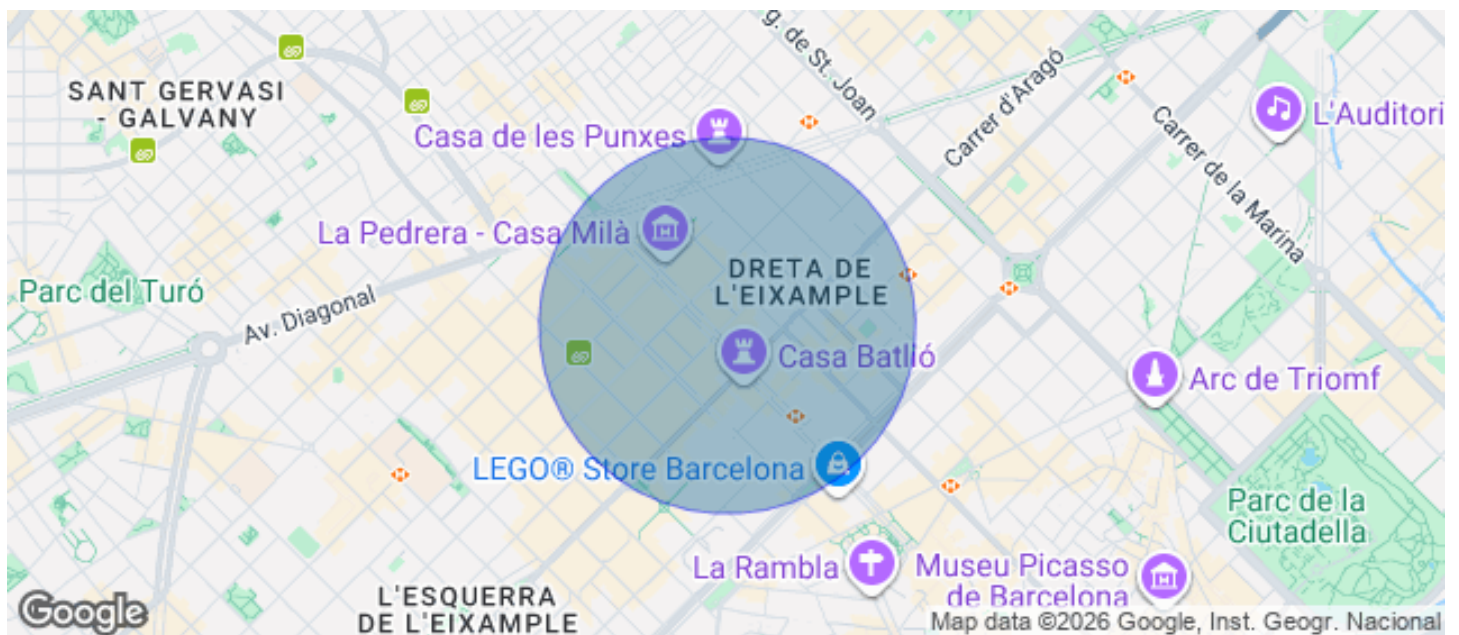 g. de St. Joan
Carrer d'Aragó
SANT GERVASI
- GALVANY
L'Auditori
Casa de les Punxes
Carrer de la Marina
La Pedrera - Casa Milà
DRETA DE
L'EIXAMPLE
Parc del Turó
Av. Diagonal
Casa Batlló
Arc de Triomf
LEGO® Store Barcelona
Parc de la
Ciutadella
La Rambla
Museu Picasso
de Barcelona
L'ESQUERRA
DE L'EIXAMPLE
Google
Map data ©2026 Google, Inst. Geogr. Nacional